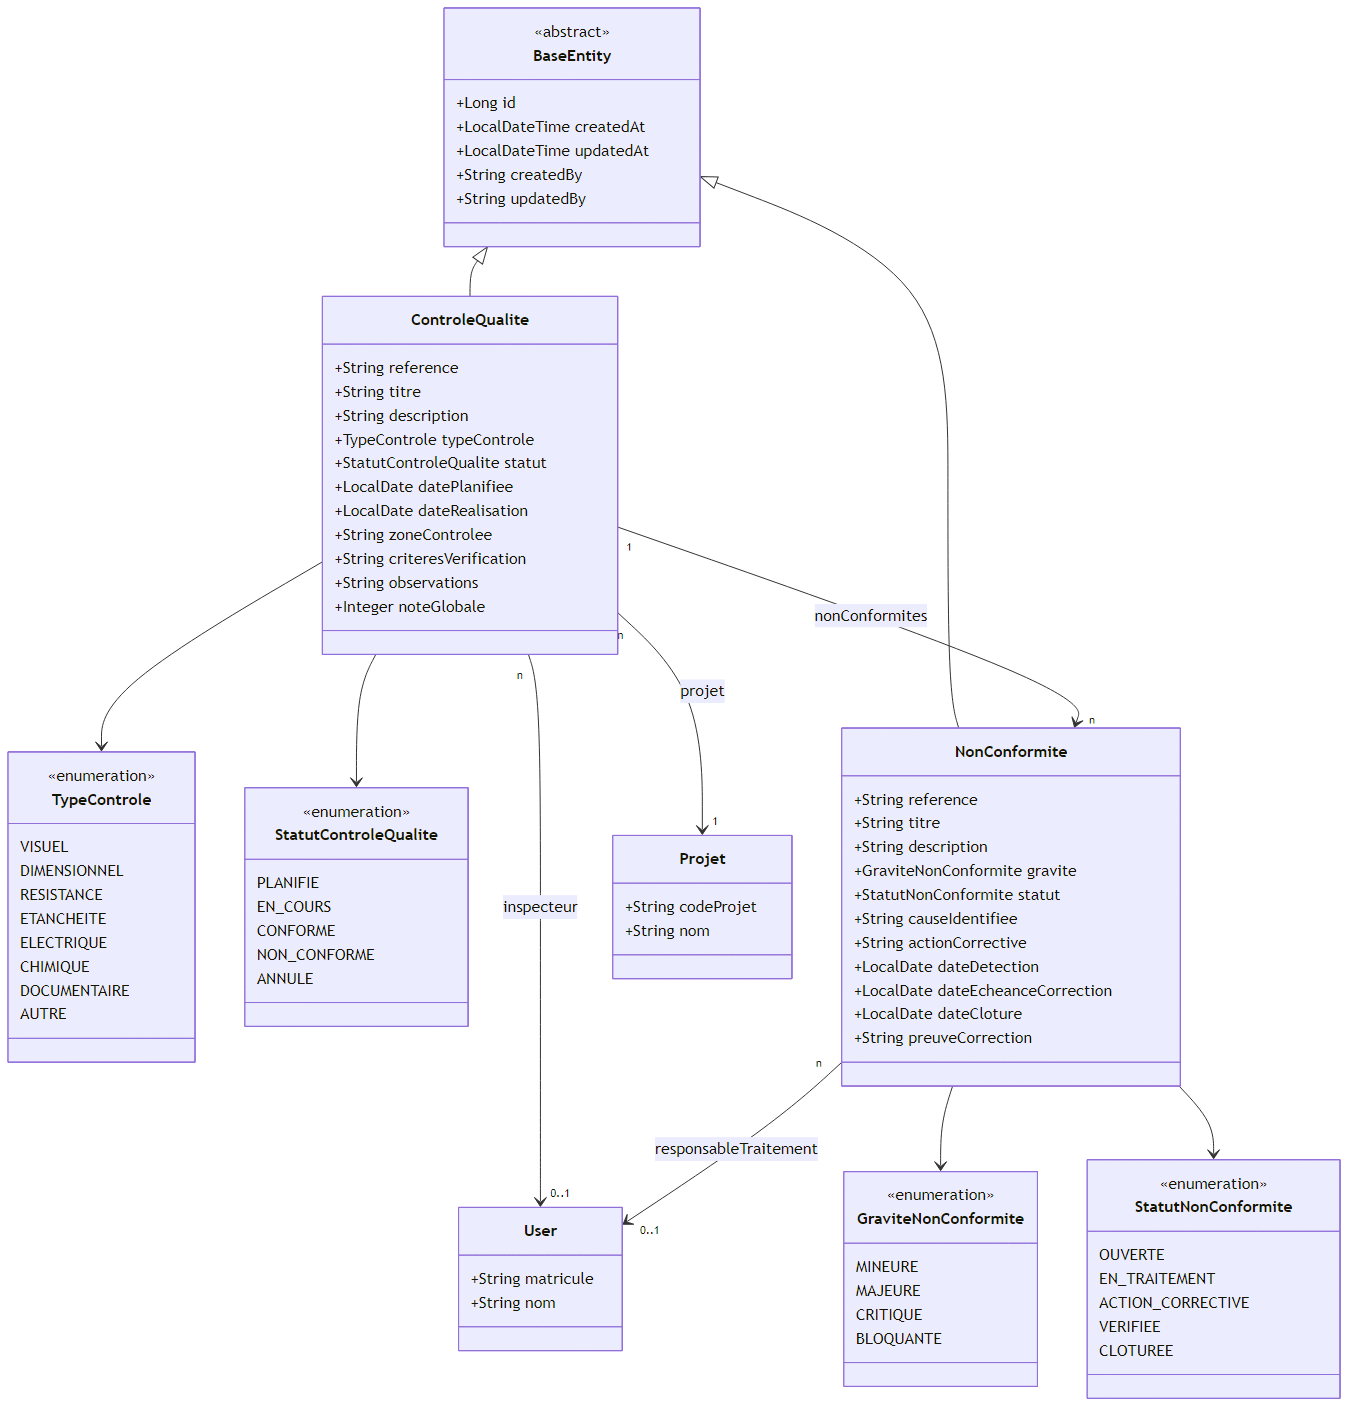 «abstract»
BaseEntity
+Long id
+LocalDateTime createdAt
+LocalDateTime updatedAt
+String createdBy
+String updatedBy
ControleQualite
+String reference
+String titre
+String description
+TypeControle typeControle
+StatutControleQualite statut
+LocalDate datePlanifiee
+LocalDate dateRealisation
+String zoneControlee
+String criteresVerification
+String observations
+Integer noteGlobale
1
nonConformites
n
n
projet
1
n
inspecteur
0..1
«enumeration»
TypeControle
VISUEL
DIMENSIONNEL
RESISTANCE
ETANCHEITE
ELECTRIQUE
CHIMIQUE
DOCUMENTAIRE
AUTRE
«enumeration»
StatutControleQualite
PLANIFIE
EN_COURS
CONFORME
NON_CONFORME
ANNULE
Projet
+String codeProjet
+String nom
NonConformite
+String reference
+String titre
+String description
+GraviteNonConformite gravite
+StatutNonConformite statut
+String causeIdentifiee
+String actionCorrective
+LocalDate dateDetection
+LocalDate dateEcheanceCorrection
+LocalDate dateCloture
+String preuveCorrection
n
responsableTraitement
0..1
User
+String matricule
+String nom
«enumeration»
GraviteNonConformite
MINEURE
MAJEURE
CRITIQUE
BLOQUANTE
«enumeration»
StatutNonConformite
OUVERTE
EN_TRAITEMENT
ACTION_CORRECTIVE
VERIFIEE
CLOTUREE